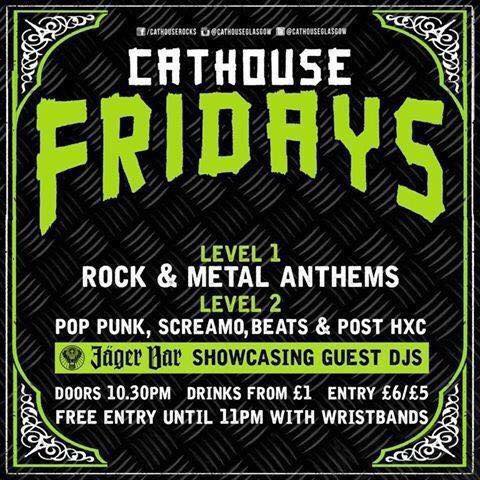 /CATHOUSEROCKS @CATHOUSEGLASGOW @CATHOUSEGLASGOW
CATHOUSE
FRIDAYS
LEVEL 1
ROCK & METAL ANTHEMS
LEVEL 2
POP PUNK, SCREAMO, BEATS & POST HXC
Jäger Bar SHOWCASING GUEST DJS
DOORS 10.30PM DRINKS FROM £1 ENTRY £6/£5
FREE ENTRY UNTIL 11PM WITH WRISTBANDS